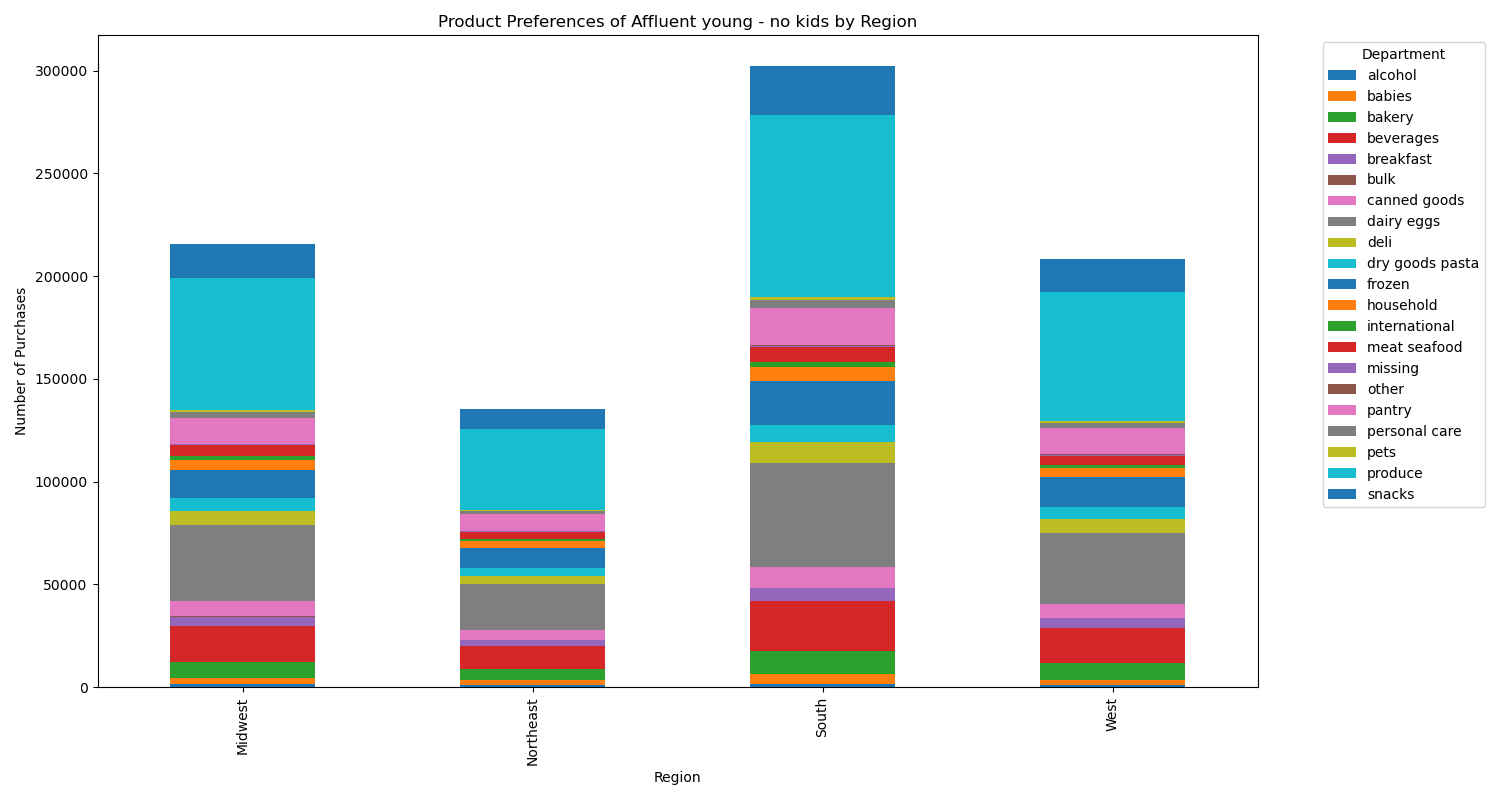 Product Preferences of Affluent young - no kids by Region
300000
250000
200000
150000
100000
50000
0
Number of Purchases
Midwest
Northeast
South
West
Region
Department
alcohol
babies
bakery
beverages
breakfast
bulk
canned goods
dairy eggs
deli
dry goods pasta
frozen
household
international
meat seafood
missing
other
pantry
personal care
pets
produce
snacks